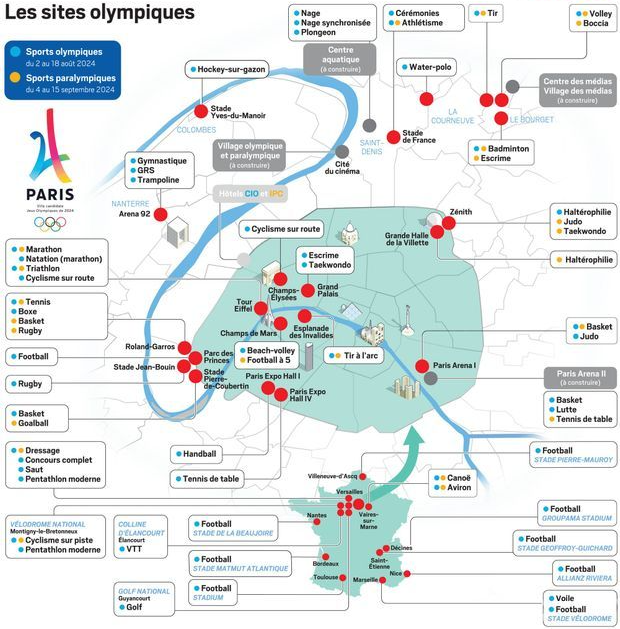 Les sites olympiques
Sports olympiques
du 2 au 18 août 2024
Sports paralympiques
du 4 au 15 septembre 2024
PARIS
Ville candidate
Jeux Olympiques de 2024
Nage
Nage synchronisée
Plongeon
Centre
aquatique
(à construire)
Cérémonies
Athlétisme
Tir
Volley
Boccia
Hockey-sur-gazon
Water-polo
Centre des médias
Village des médias
(à construire)
Stade
Yves-du-Manoir
COLOMBES
LA
COURNEUVE
LE BOURGET
SAINT-
DENIS
Stade
de France
Village olympique
et paralympique
(à construire)
Cité
du cinéma
Badminton
Escrime
Gymnastique
GRS
Trampoline
NANTERRE
Arena 92
Hôtels CIO et IPC
Zénith
Grande Halle
de la Villette
Haltérophilie
Judo
Taekwondo
Haltérophilie
Cyclisme sur route
Marathon
Natation (marathon)
Triathlon
Cyclisme sur route
Escrime
Taekwondo
Champs-
Élysées
Grand
Palais
Tour
Eiffel
Champs de Mars
Esplanade
des Invalides
Tennis
Boxe
Basket
Rugby
Football
Rugby
Basket
Goalball
Roland-Garros
Parc des
Princes
Stade Jean-Bouin
Stade
Pierre-
de-Coubertin
Beach-volley
Football à 5
Tir à l'arc
Paris Expo Hall I
Paris Expo
Hall IV
Paris Arena I
Basket
Judo
Paris Arena II
(à construire)
Basket
Lutte
Tennis de table
Handball
Tennis de table
Dressage
Concours complet
Saut
Pentathlon moderne
Villeneuve-d'Ascq
Versailles
Vaires-
sur-
Marne
Nantes
Bordeaux
Toulouse
Décines
Saint-
Étienne
Marseille
Nice
Canoë
Aviron
Football
STADE PIERRE-MAUROY
Football
GROUPAMA STADIUM
Football
STADE GEOFFROY-GUICHARD
Football
ALLIANZ RIVIERA
Voile
Football
STADE VÉLODROME
VÉLODROME NATIONAL
Montigny-le-Bretonneux
Cyclisme sur piste
Pentathlon moderne
COLLINE
D'ÉLANCOURT
Élancourt
VTT
Football
STADE DE LA BEAUJOIRE
Football
STADE MATMUT ATLANTIQUE
GOLF NATIONAL
Guyancourt
Golf
Football
STADIUM